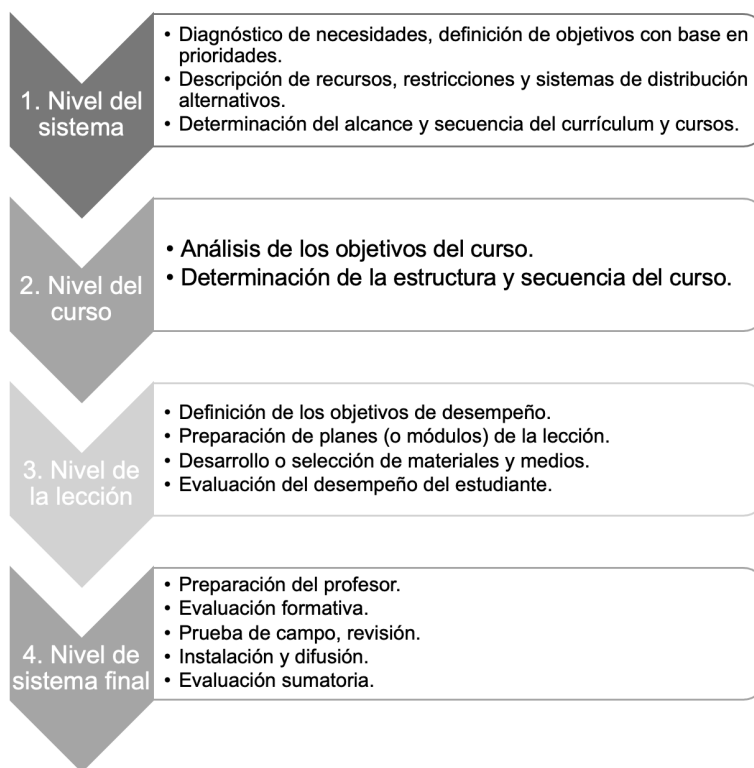 1. Nivel del
sistema
• Diagnóstico de necesidades, definición de objetivos con base en
prioridades.
• Descripción de recursos, restricciones y sistemas de distribución
alternativos.
• Determinación del alcance y secuencia del currículum y cursos.
2. Nivel del
curso
• Análisis de los objetivos del curso.
• Determinación de la estructura y secuencia del curso.
3. Nivel de
la lección
• Definición de los objetivos de desempeño.
• Preparación de planes (o módulos) de la lección.
• Desarrollo o selección de materiales y medios.
• Evaluación del desempeño del estudiante.
4. Nivel de
sistema final
• Preparación del profesor.
• Evaluación formativa.
• Prueba de campo, revisión.
• Instalación y difusión.
• Evaluación sumatoria.